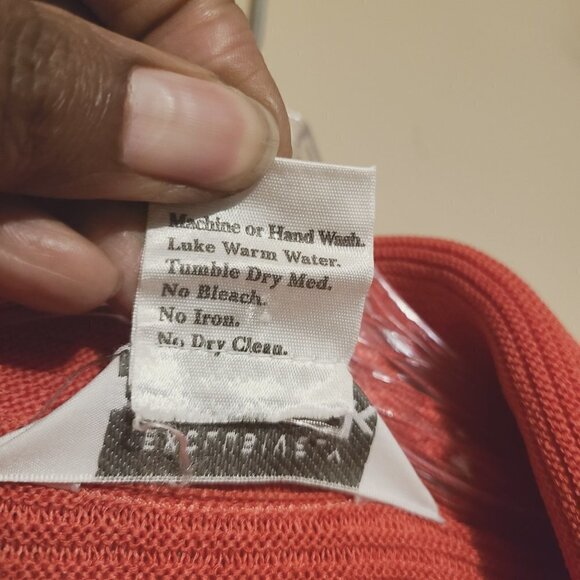 Machine or Hand Wash.
Luke Warm Water.
Tumble Dry Med.
No Bleach.
No Iron.
No Dry Clean.
K